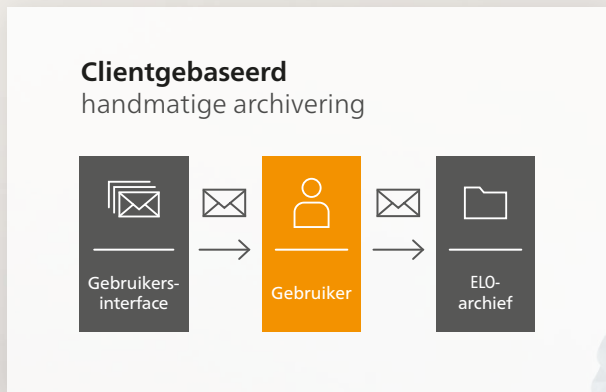 Clientgebaseerd
handmatige archivering
Gebruikers-
interface
Gebruiker
ELO-
archief